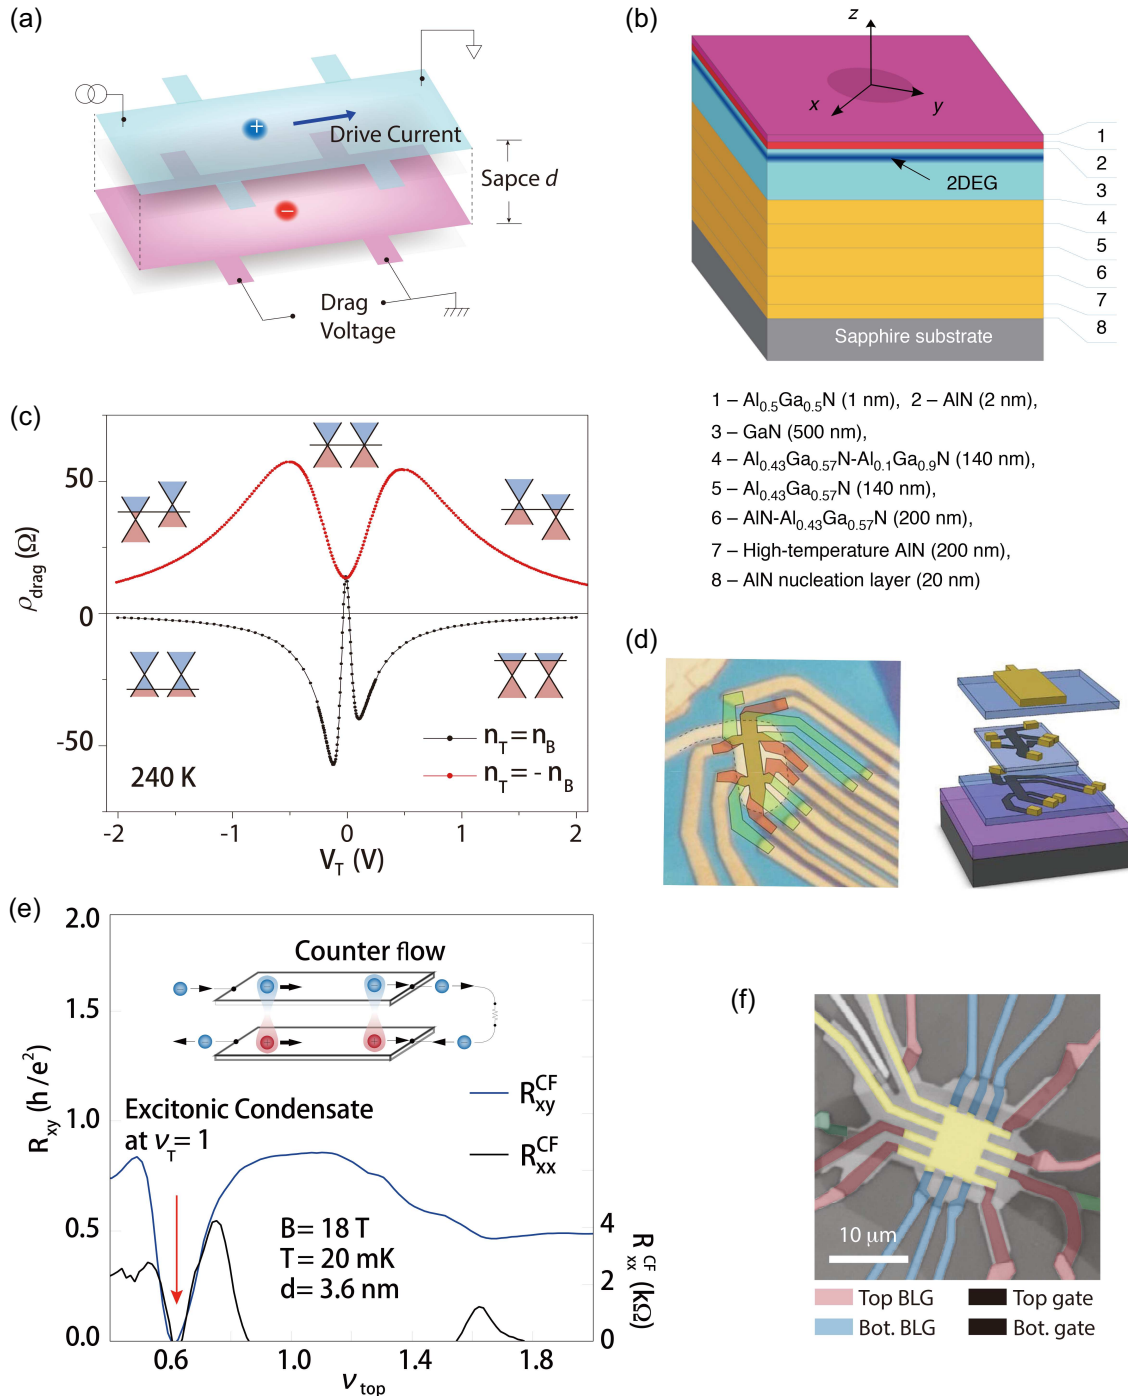 (a)
Drive Current
Sapce d
Drag
Voltage
(b)
z
x
y
2DEG
1
2
3
4
5
6
7
8
Sapphire substrate
1 – Al0.5Ga0.5N (1 nm), 2 – AlN (2 nm),
3 – GaN (500 nm),
4 – Al0.43Ga0.57N-Al0.1Ga0.9N (140 nm),
5 – Al0.43Ga0.57N (140 nm),
6 – AlN-Al0.43Ga0.57N (200 nm),
7 – High-temperature AlN (200 nm),
8 – AlN nucleation layer (20 nm)
(c)
ρdrag (Ω)
50
0
-50
nT = nB
nT = - nB
240 K
-2
-1
0
1
2
VT (V)
(d)
(e)
2.0
1.5
1.0
0.5
0.0
Rxy (h/e²)
Counter flow
RxyCF
RxxCF
Excitonic Condensate
at νT= 1
B= 18 T
T= 20 mK
d= 3.6 nm
4
2
0
RxxCF (kΩ)
0.6
1.0
1.4
1.8
νtop
(f)
10 μm
Top BLG
Top gate
Bot. BLG
Bot. gate